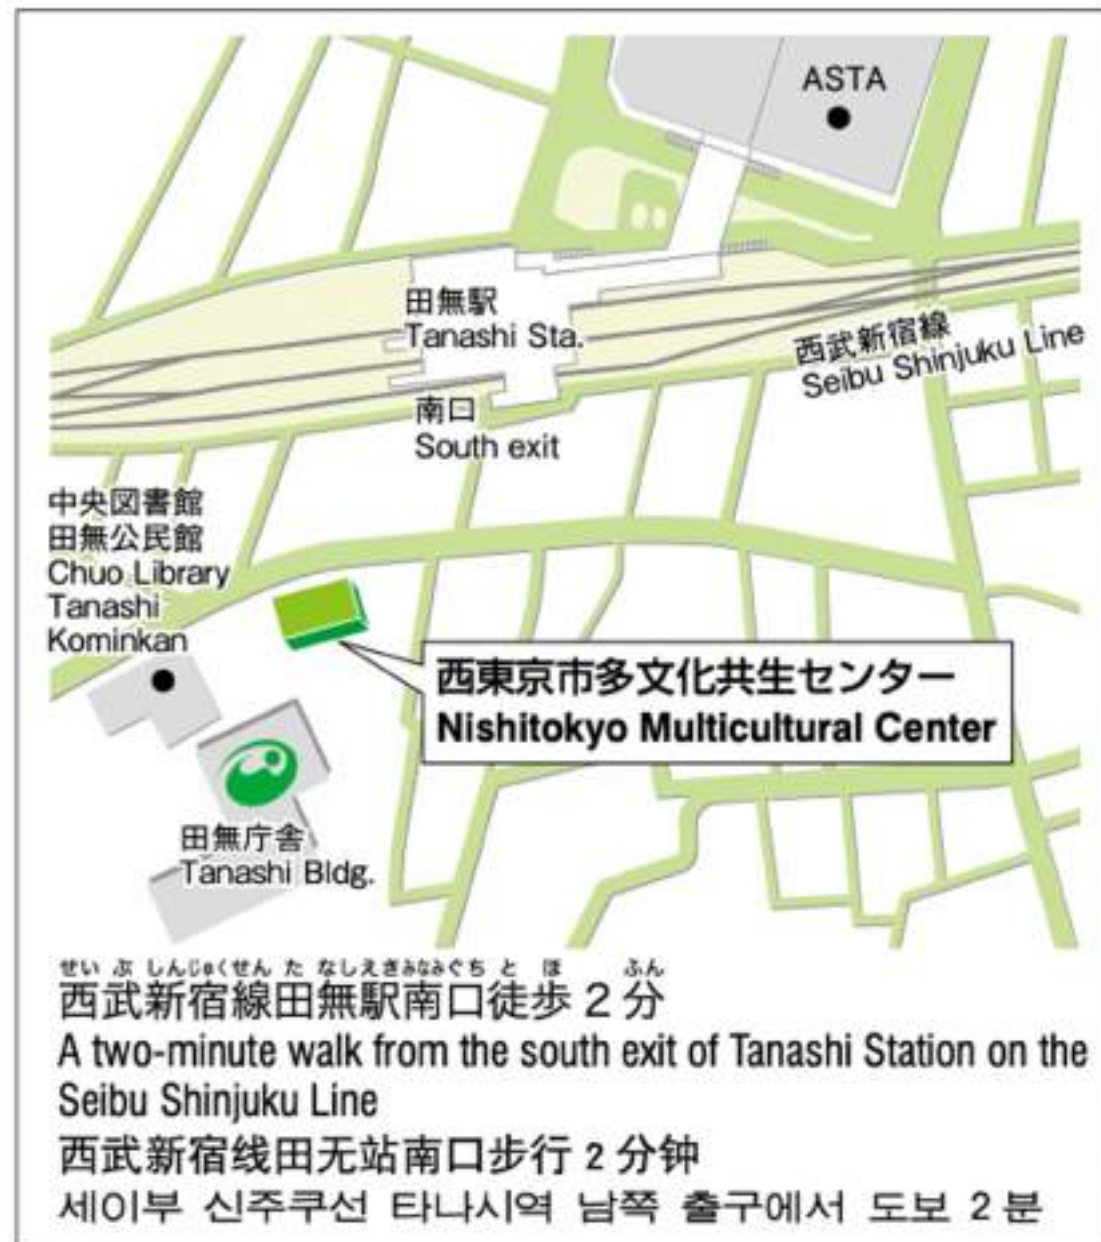 ASTA
田無駅
Tanashi Sta.
西武新宿線
Seibu Shinjuku Line
南口
South exit
中央図書館
田無公民館
Chuo Library
Tanashi
Kominkan
西東京市多文化共生センター
Nishitokyo Multicultural Center
田無庁舎
Tanashi Bldg.
せい ぶ しんじゅくせん た なしえきみなみぐち と ほ ふん
西武新宿線田無駅南口徒歩 2 分
A two-minute walk from the south exit of Tanashi Station on the
Seibu Shinjuku Line
西武新宿线田无站南口步行 2 分钟
세이부 신주쿠선 타나시역 남쪽 출구에서 도보 2 분